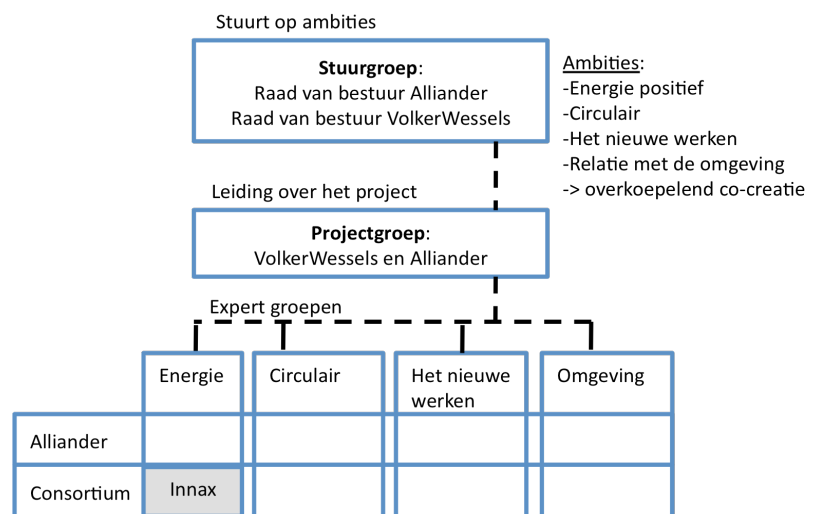 Stuurt op ambities
Stuurgroep:
Raad van bestuur Alliander
Raad van bestuur VolkerWessels
Ambities:
-Energie positief
-Circulair
-Het nieuwe werken
-Relatie met de omgeving
-> overkoepelend co-creatie
Leiding over het project
Projectgroep:
VolkerWessels en Alliander
Expert groepen
Energie
Circulair
Het nieuwe
werken
Omgeving
Alliander
Consortium
Innax